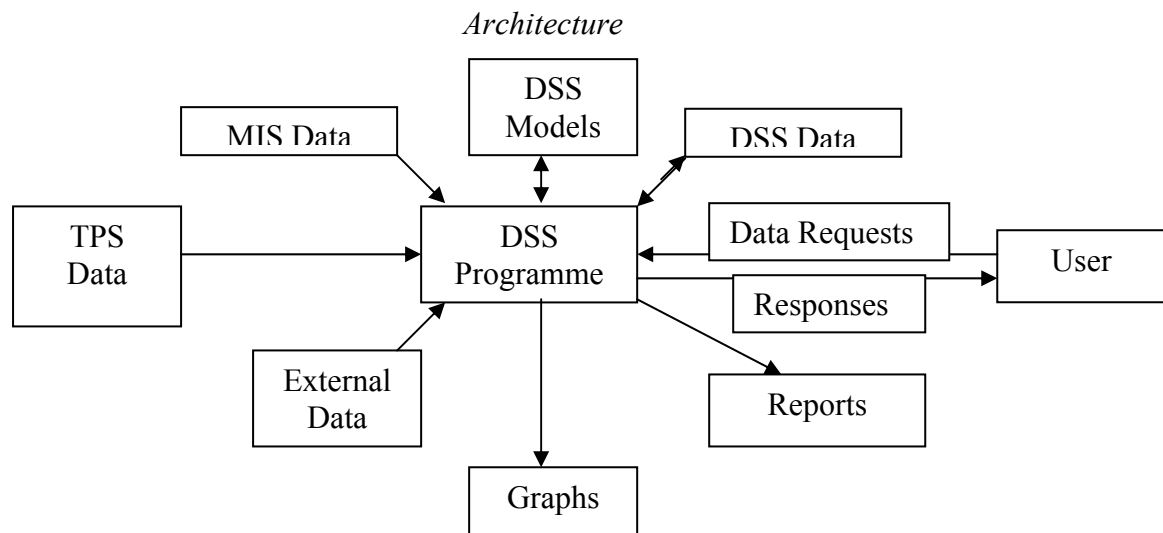 Architecture
DSS
Models
MIS Data
DSS Data
TPS
Data
DSS
Programme
Data Requests
User
Responses
External
Data
Reports
Graphs